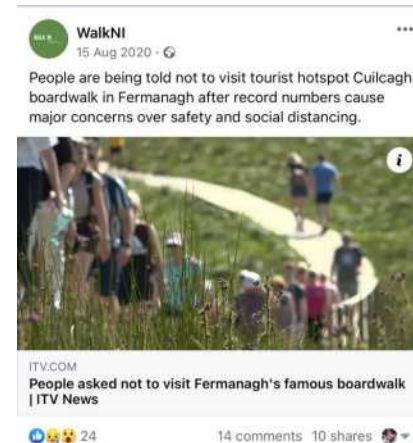 WalkNI
15 Aug 2020 ·
People are being told not to visit tourist hotspot Cuilcagh
boardwalk in Fermanagh after record numbers cause
major concerns over safety and social distancing.
i
ITV.COM
People asked not to visit Fermanagh's famous boardwalk
| ITV News
24
14 comments 10 shares